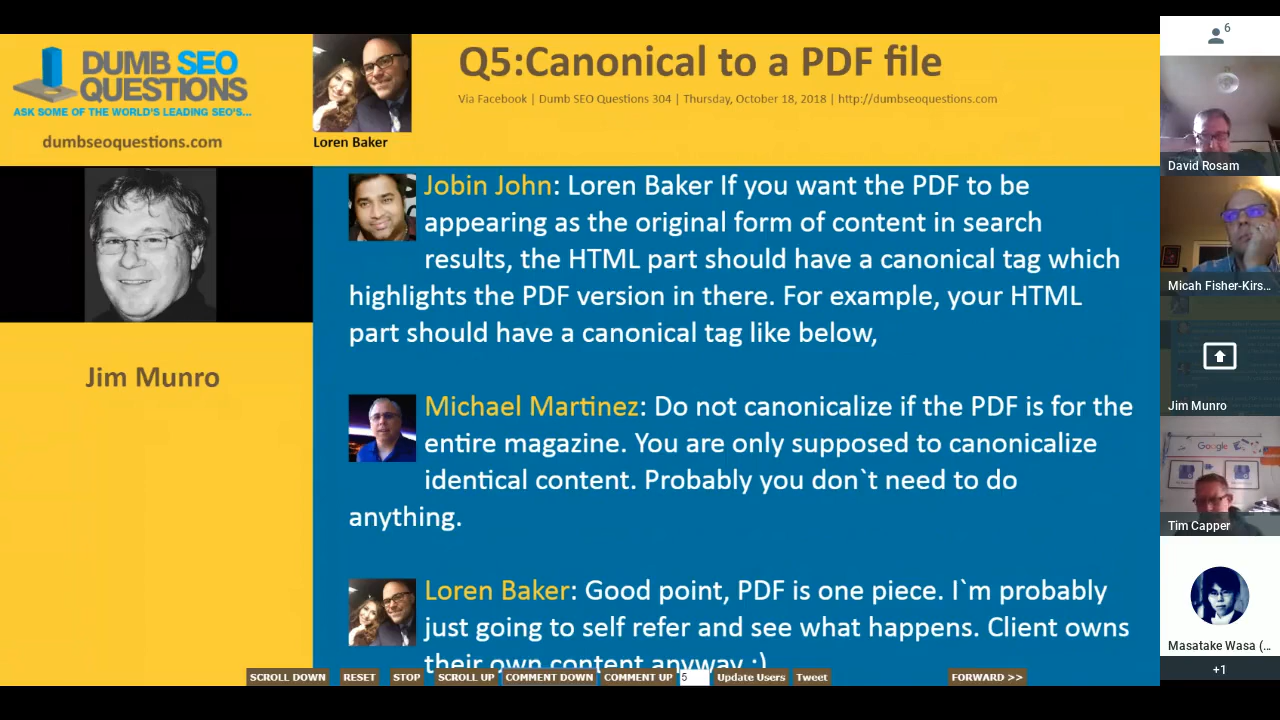 DUMB SEO
QUESTIONS
ASK SOME OF THE WORLD'S LEADING SEO's...
dumbseoquestions.com
Loren Baker
Q5:Canonical to a PDF file
Via Facebook | Dumb SEO Questions 304 | Thursday, October 18, 2018 | http://dumbseoquestions.com
Jim Munro
Jobin John: Loren Baker If you want the PDF to be
appearing as the original form of content in search
results, the HTML part should have a canonical tag which
highlights the PDF version in there. For example, your HTML
part should have a canonical tag like below,
Michael Martinez: Do not canonicalize if the PDF is for the
entire magazine. You are only supposed to canonicalize
identical content. Probably you don`t need to do
anything.
Loren Baker: Good point, PDF is one piece. I`m probably
just going to self refer and see what happens. Client owns
their own content anyway :)
SCROLL DOWN RESET STOP SCROLL UP COMMENT DOWN COMMENT UP 5 Update Users Tweet FORWARD >>
6
David Rosam
Micah Fisher-Kirs...
Jim Munro
Google
Tim Capper
Masatake Wasa (...
+1